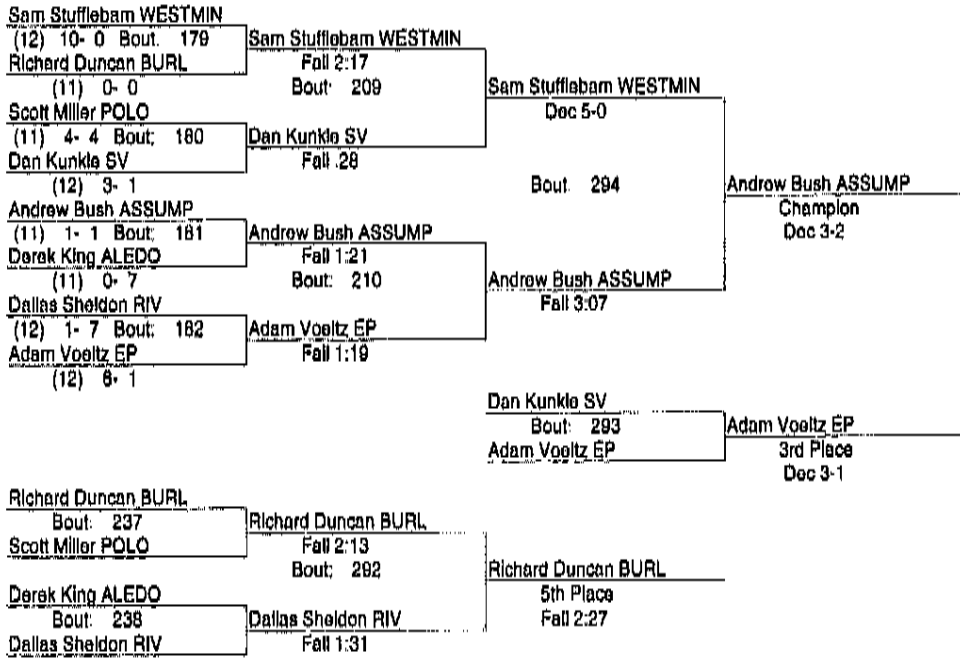 Sam Stufflebam WESTMIN
(12) 10- 0 Bout. 179
Richard Duncan BURL
(11) 0- 0
Scott Miller POLO
(11) 4- 4 Bout: 180
Dan Kunkle SV
(12) 3- 1
Andrew Bush ASSUMP
(11) 1- 1 Bout: 181
Derek King ALEDO
(11) 0- 7
Dallas Sheldon RIV
(12) 1- 7 Bout: 182
Adam Voeltz EP
(12) 6- 1
Sam Stufflebam WESTMIN
Fall 2:17
Bout: 209
Dan Kunkle SV
Fall .28
Andrew Bush ASSUMP
Fall 1:21
Bout: 210
Adam Voeltz EP
Fall 1:19
Sam Stufflebam WESTMIN
Dec 5-0
Bout. 294
Andrew Bush ASSUMP
Fall 3:07
Andrew Bush ASSUMP
Champion
Dec 3-2
Dan Kunkle SV
Bout: 293
Adam Voeltz EP
Adam Voeltz EP
3rd Place
Dec 3-1
Richard Duncan BURL
Bout: 237
Scott Miller POLO
Derek King ALEDO
Bout: 238
Dallas Sheldon RIV
Richard Duncan BURL
Fall 2:13
Bout: 292
Dallas Sheldon RIV
Fall 1:31
Richard Duncan BURL
5th Place
Fall 2:27